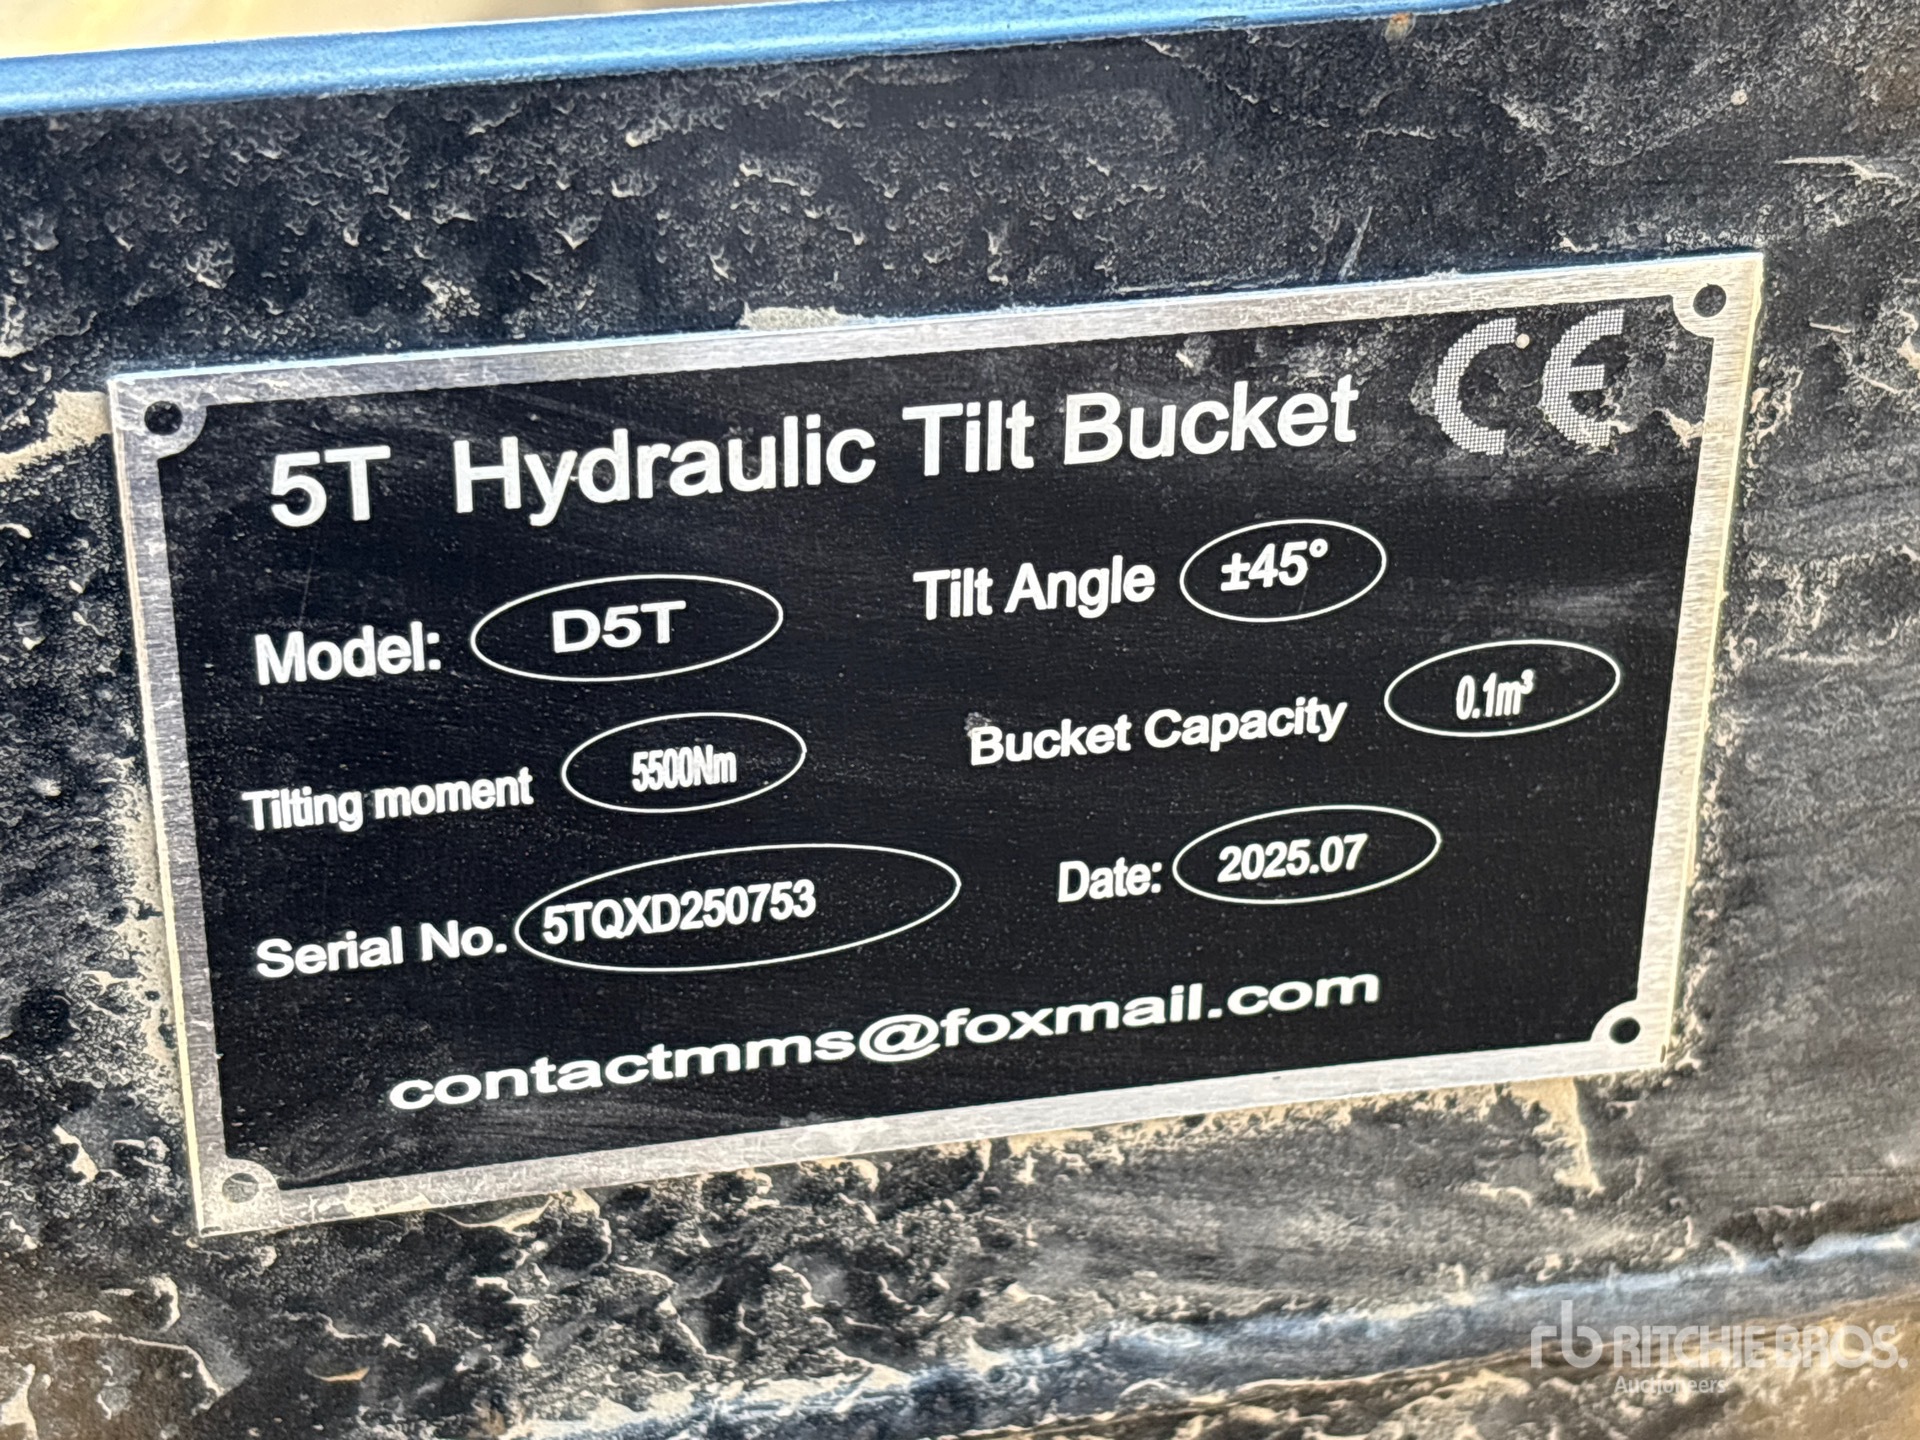 CE
5T Hydraulic Tilt Bucket
Model: D5T
Tilt Angle ±45°
Tilting moment 5500Nm
Bucket Capacity 0.1m³
Serial No. 5TQXD250753
Date: 2025.07
contactmms@foxmail.com
rb RITCHIE BROS.
Auctioneers